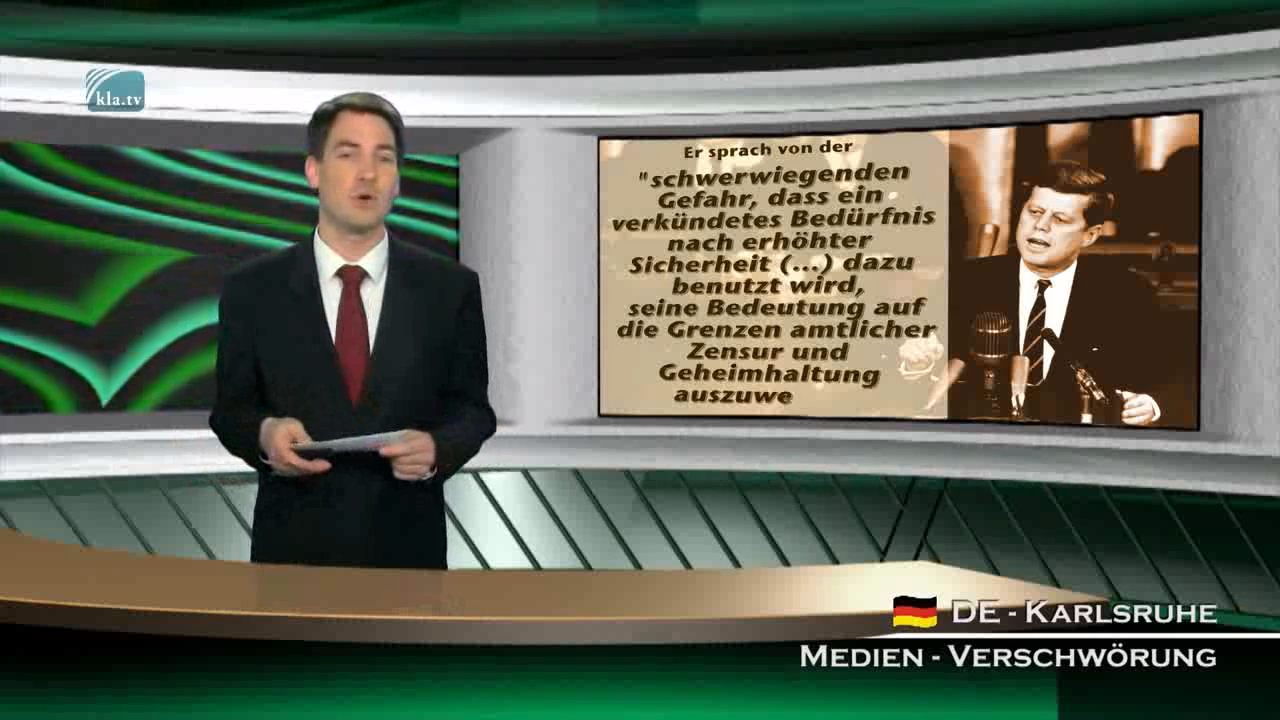 kla.tv
Er sprach von der
"schwerwiegenden
Gefahr, dass ein
verkündetes Bedürfnis
nach erhöhter
Sicherheit (...) dazu
benutzt wird,
seine Bedeutung auf
die Grenzen amtlicher
Zensur und
Geheimhaltung
auszuwe
DE - KARLSRUHE
MEDIEN - VERSCHWÖRUNG